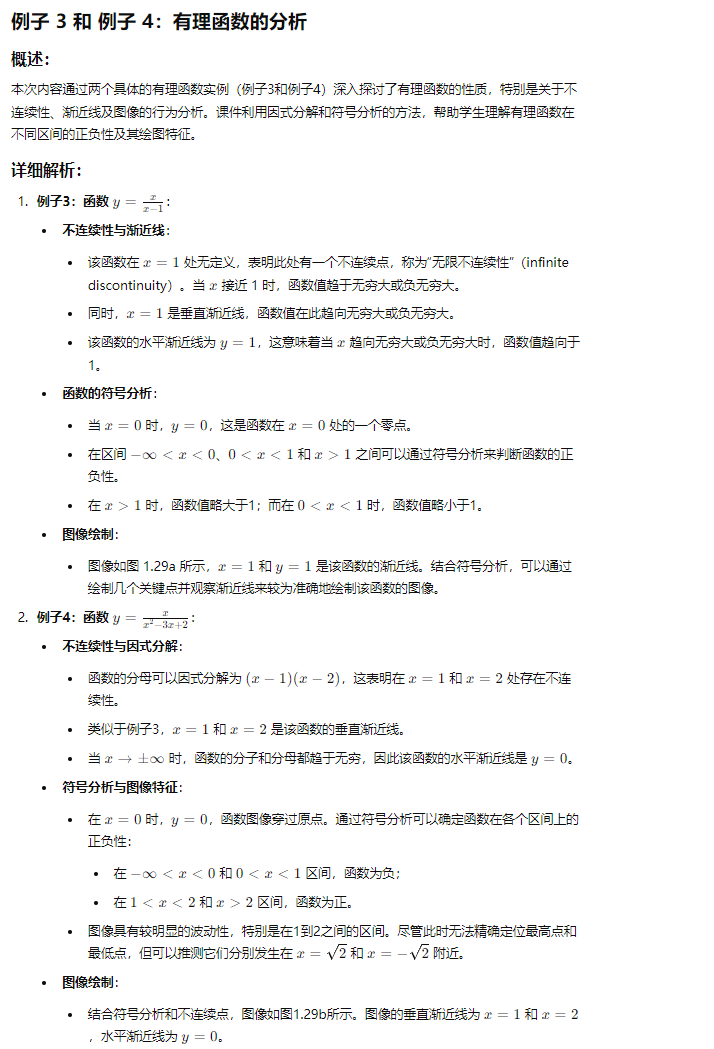 例子 3 和 例子 4：有理函数的分析
概述：
本次内容通过两个具体的有理函数实例（例子3和例子4）深入探讨了有理函数的性质，特别是关于不
连续性、渐近线及图像的行为分析。课件利用因式分解和符号分析的方法，帮助学生理解有理函数在
不同区间的正负性及其绘图特征。
详细解析：
1. 例子3：函数 $y = \frac{x}{x-1}$：
• 不连续性与渐近线：
• 该函数在 $x = 1$ 处无定义，表明此处有一个不连续点，称为“无限不连续性”（infinite
discontinuity）。当 $x$ 接近 1 时，函数值趋于无穷大或负无穷大。
• 同时，$x = 1$ 是垂直渐近线，函数值在此趋向无穷大或负无穷大。
• 该函数的水平渐近线为 $y = 1$，这意味着当 $x$ 趋向无穷大或负无穷大时，函数值趋向于
1。
• 函数的符号分析：
• 当 $x = 0$ 时，$y = 0$，这是函数在 $x = 0$ 处的一个零点。
• 在区间 $-\infty < x < 0$、$0 < x < 1$ 和 $x > 1$ 之间可以通过符号分析来判断函数的正
负性。
• 在 $x > 1$ 时，函数值略大于1；而在 $0 < x < 1$ 时，函数值略小于1。
• 图像绘制：
• 图像如图 1.29a 所示，$x = 1$ 和 $y = 1$ 是该函数的渐近线。结合符号分析，可以通过
绘制几个关键点并观察渐近线来较为准确地绘制该函数的图像。
2. 例子4：函数 $y = \frac{x}{x^2-3x+2}$：
• 不连续性与因式分解：
• 函数的分母可以因式分解为 $(x-1)(x-2)$，这表明在 $x = 1$ 和 $x = 2$ 处存在不连
续性。
• 类似于例子3，$x = 1$ 和 $x = 2$ 是该函数的垂直渐近线。
• 当 $x \to \pm\infty$ 时，函数的分子和分母都趋于无穷，因此该函数的水平渐近线是 $y = 0$。
• 符号分析与图像特征：
• 在 $x = 0$ 时，$y = 0$，函数图像穿过原点。通过符号分析可以确定函数在各个区间上的
正负性：
• 在 $-\infty < x < 0$ 和 $0 < x < 1$ 区间，函数为负；
• 在 $1 < x < 2$ 和 $x > 2$ 区间，函数为正。
• 图像具有较明显的波动性，特别是在1到2之间的区间。尽管此时无法精确定位最高点和
最低点，但可以推测它们分别发生在 $x = \sqrt{2}$ 和 $x = -\sqrt{2}$ 附近。
• 图像绘制：
• 结合符号分析和不连续点，图像如图1.29b所示。图像的垂直渐近线为 $x = 1$ 和 $x = 2$
，水平渐近线为 $y = 0$。